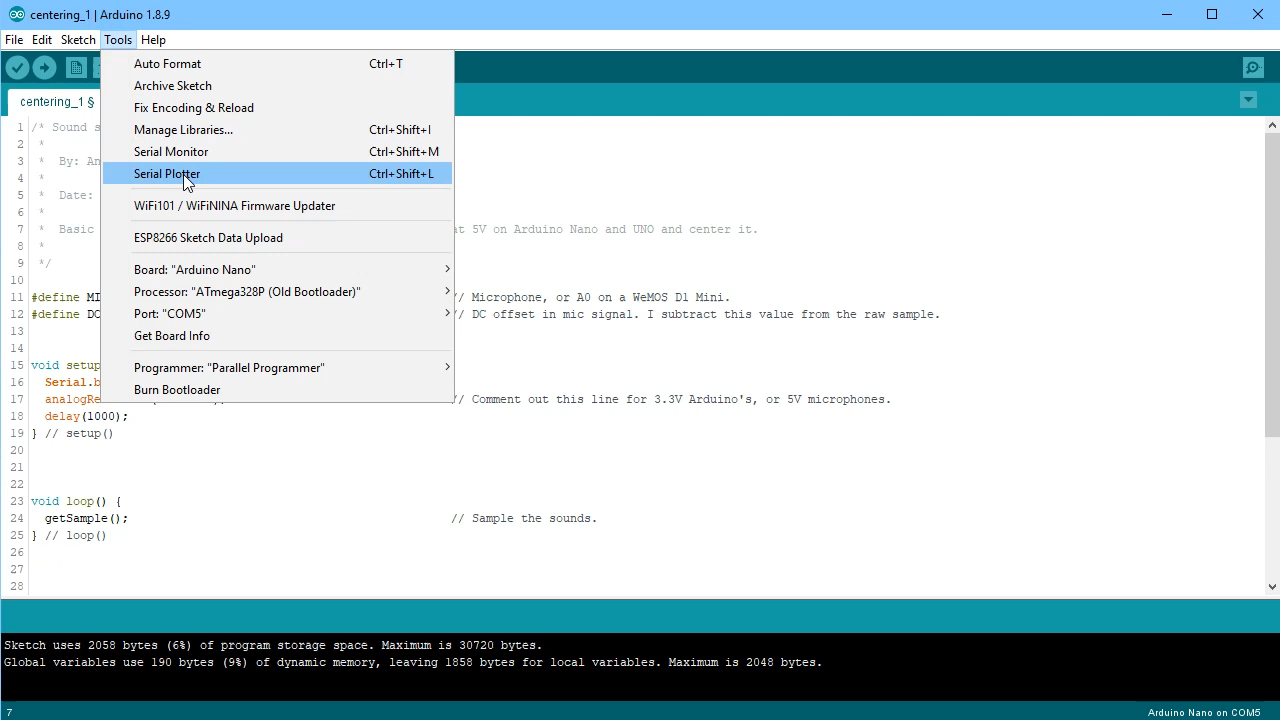 centering_1 | Arduino 1.8.9
File Edit Sketch Tools Help
Auto Format Ctrl+T
Archive Sketch
Fix Encoding & Reload
Manage Libraries... Ctrl+Shift+I
Serial Monitor Ctrl+Shift+M
Serial Plotter Ctrl+Shift+L
WiFi101 / WiFiNINA Firmware Updater
ESP8266 Sketch Data Upload
Board: "Arduino Nano"
Processor: "ATmega328P (Old Bootloader)"
Port: "COM5"
Get Board Info
Programmer: "Parallel Programmer"
Burn Bootloader
centering_1 §
1 /* Sound s
2 *
3 * By: An
4 *
5 * Date:
6 *
7 * Basic at 5V on Arduino Nano and UNO and center it.
8 *
9 */
10
11 #define MI // Microphone, or A0 on a WeMOS D1 Mini.
12 #define DC // DC offset in mic signal. I subtract this value from the raw sample.
13
14
15 void setup
16 Serial.b
17 analogRe // Comment out this line for 3.3V Arduino's, or 5V microphones.
18 delay(1000);
19 } // setup()
20
21
22
23 void loop() {
24 getSample(); // Sample the sounds.
25 } // loop()
26
27
28
Sketch uses 2058 bytes (6%) of program storage space. Maximum is 30720 bytes.
Global variables use 190 bytes (9%) of dynamic memory, leaving 1858 bytes for local variables. Maximum is 2048 bytes.
7 Arduino Nano on COM5